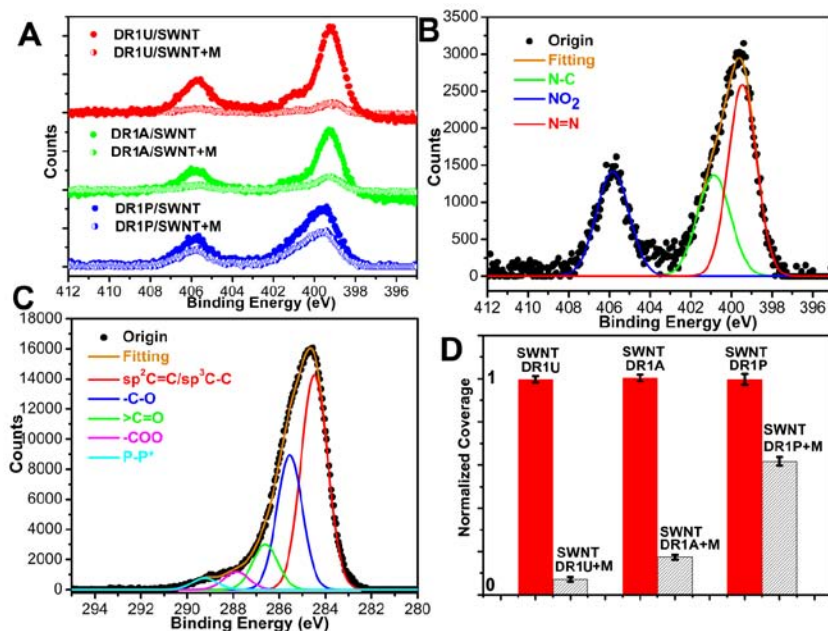 A
DR1U/SWNT
DR1U/SWNT+M
DR1A/SWNT
DR1A/SWNT+M
DR1P/SWNT
DR1P/SWNT+M
Counts
412 408 404 400 396
Binding Energy (eV)
B
Origin
Fitting
N-C
NO2
N=N
Counts
3500
3000
2500
2000
1500
1000
500
0
412 410 408 406 404 402 400 398 396
Binding Energy (eV)
C
Origin
Fitting
sp2C=C/sp3C-C
-C-O
>C=O
-COO
P-P*
Counts
18000
16000
14000
12000
10000
8000
6000
4000
2000
0
294 292 290 288 286 284 282 280
Binding Energy (eV)
D
Normalized Coverage
1
0
SWNT
DR1U
SWNT
DR1U+M
SWNT
DR1A
SWNT
DR1A+M
SWNT
DR1P
SWNT
DR1P+M